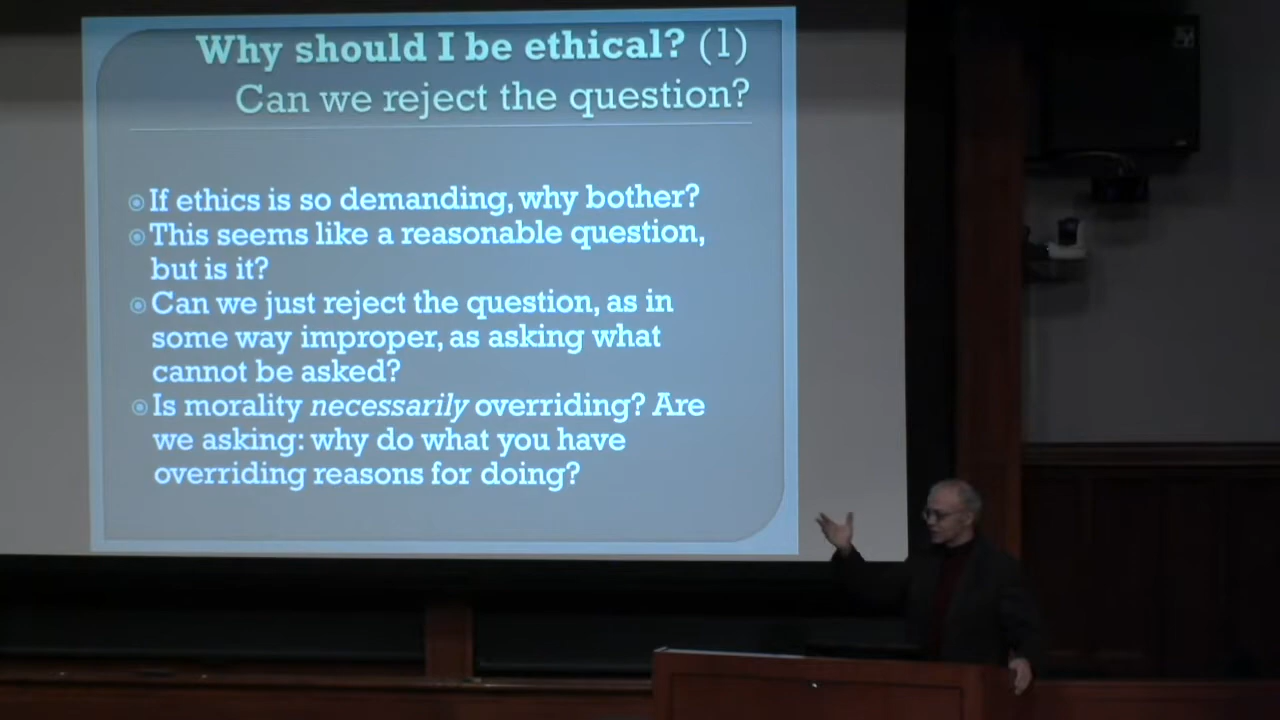 Why should I be ethical? (1)
Can we reject the question?
If ethics is so demanding, why bother?
This seems like a reasonable question,
but is it?
Can we just reject the question, as in
some way improper, as asking what
cannot be asked?
Is morality necessarily overriding? Are
we asking: why do what you have
overriding reasons for doing?